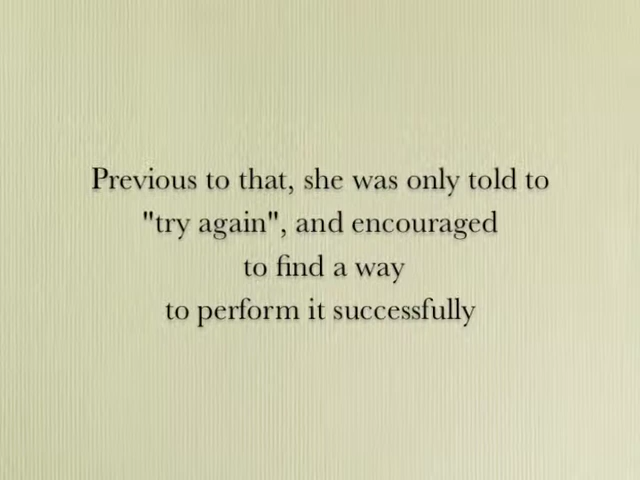 Previous to that, she was only told to
"try again", and encouraged
to find a way
to perform it successfully